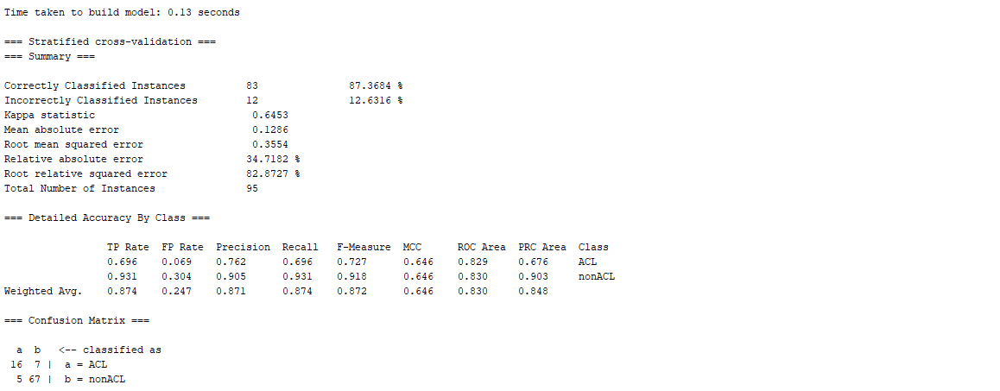 Time taken to build model: 0.13 seconds
=== Stratified cross-validation ===
=== Summary ===
Correctly Classified Instances          83               87.3684 %
Incorrectly Classified Instances        12               12.6316 %
Kappa statistic                          0.6453
Mean absolute error                      0.1286
Root mean squared error                  0.3554
Relative absolute error                 34.7182 %
Root relative squared error             82.8727 %
Total Number of Instances               95
=== Detailed Accuracy By Class ===
                 TP Rate  FP Rate  Precision  Recall   F-Measure  MCC      ROC Area  PRC Area  Class
                 0.696    0.069    0.762      0.696    0.727      0.646    0.829     0.676     ACL
                 0.931    0.304    0.905      0.931    0.918      0.646    0.830     0.903     nonACL
Weighted Avg.    0.874    0.247    0.871      0.874    0.872      0.646    0.830     0.848
=== Confusion Matrix ===
  a  b   <-- classified as
 16  7 |  a = ACL
  5 67 |  b = nonACL